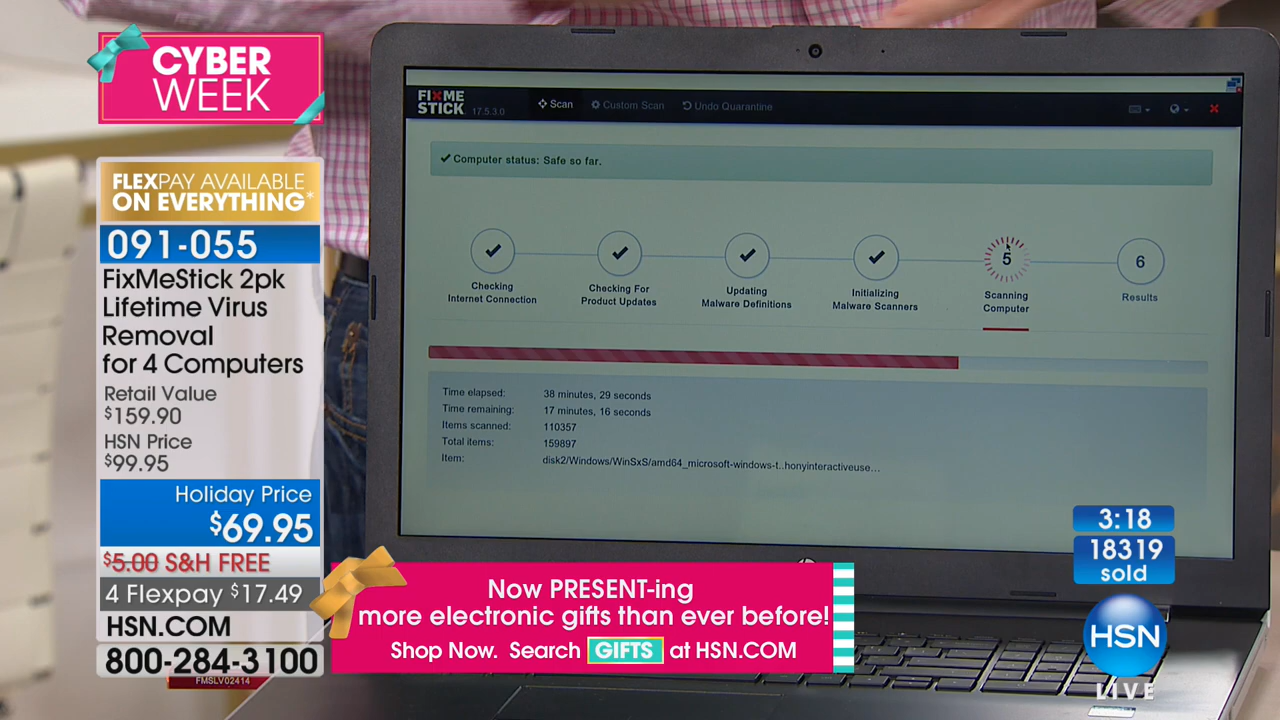 CYBER
WEEK
FLEXPAY AVAILABLE
ON EVERYTHING*
091-055
FixMeStick 2pk
Lifetime Virus
Removal
for 4 Computers
Retail Value
$159.90
HSN Price
$99.95
Holiday Price
$69.95
$5.00 S&H FREE
4 Flexpay $17.49
HSN.COM
800-284-3100
FMSLV02414
FIXME
STICK 17.5.3.0
Scan
Custom Scan
Undo Quarantine
Computer status: Safe so far.
Checking
Internet Connection
Checking For
Product Updates
Updating
Malware Definitions
Initializing
Malware Scanners
5
Scanning
Computer
6
Results
Time elapsed: 38 minutes, 29 seconds
Time remaining: 17 minutes, 16 seconds
Items scanned: 110357
Total items: 159897
Item: disk2/Windows/WinSxS/amd64_microsoft-windows-t..honyinteractiveuse...
Now PRESENT-ing
more electronic gifts than ever before!
Shop Now. Search GIFTS at HSN.COM
3:18
18319
sold
HSN
LIVE